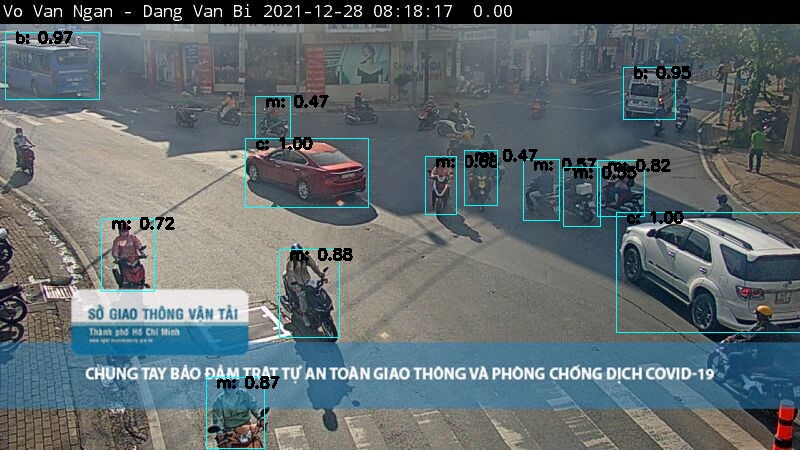 Vo Van Ngan - Dang Van Bi 2021-12-28 08:18:17 0.00
b: 0.97
b: 0.95
m: 0.47
c: 1.00
m: 0.47
m: 0.82
m: 0.72
c: 1.00
m: 0.88
SỞ GIAO THÔNG VẬN TẢI
Thành phố Hồ Chí Minh
CHUNG TAY BẢO ĐẢM TRẬT TỰ AN TOÀN GIAO THÔNG VÀ PHÒNG CHỐNG DỊCH COVID-19
m: 0.87